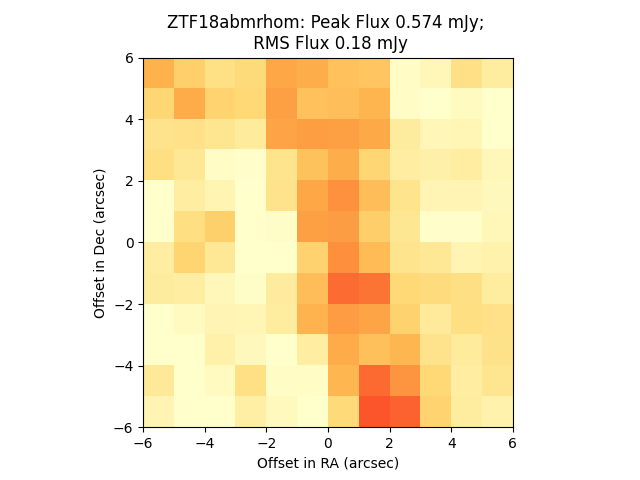 ZTF18abmrhom: Peak Flux 0.574 mJy;
RMS Flux 0.18 mJy
6
4
2
0
−2
−4
−6
Offset in Dec (arcsec)
−6 −4 −2 0 2 4 6
Offset in RA (arcsec)